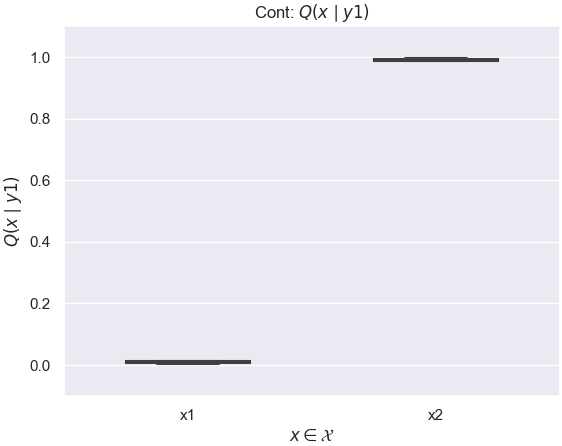 Cont: Q(x | y1)
1.0
0.8
0.6
0.4
0.2
0.0
Q(x | y1)
x1 x2
x ∈ 𝒳